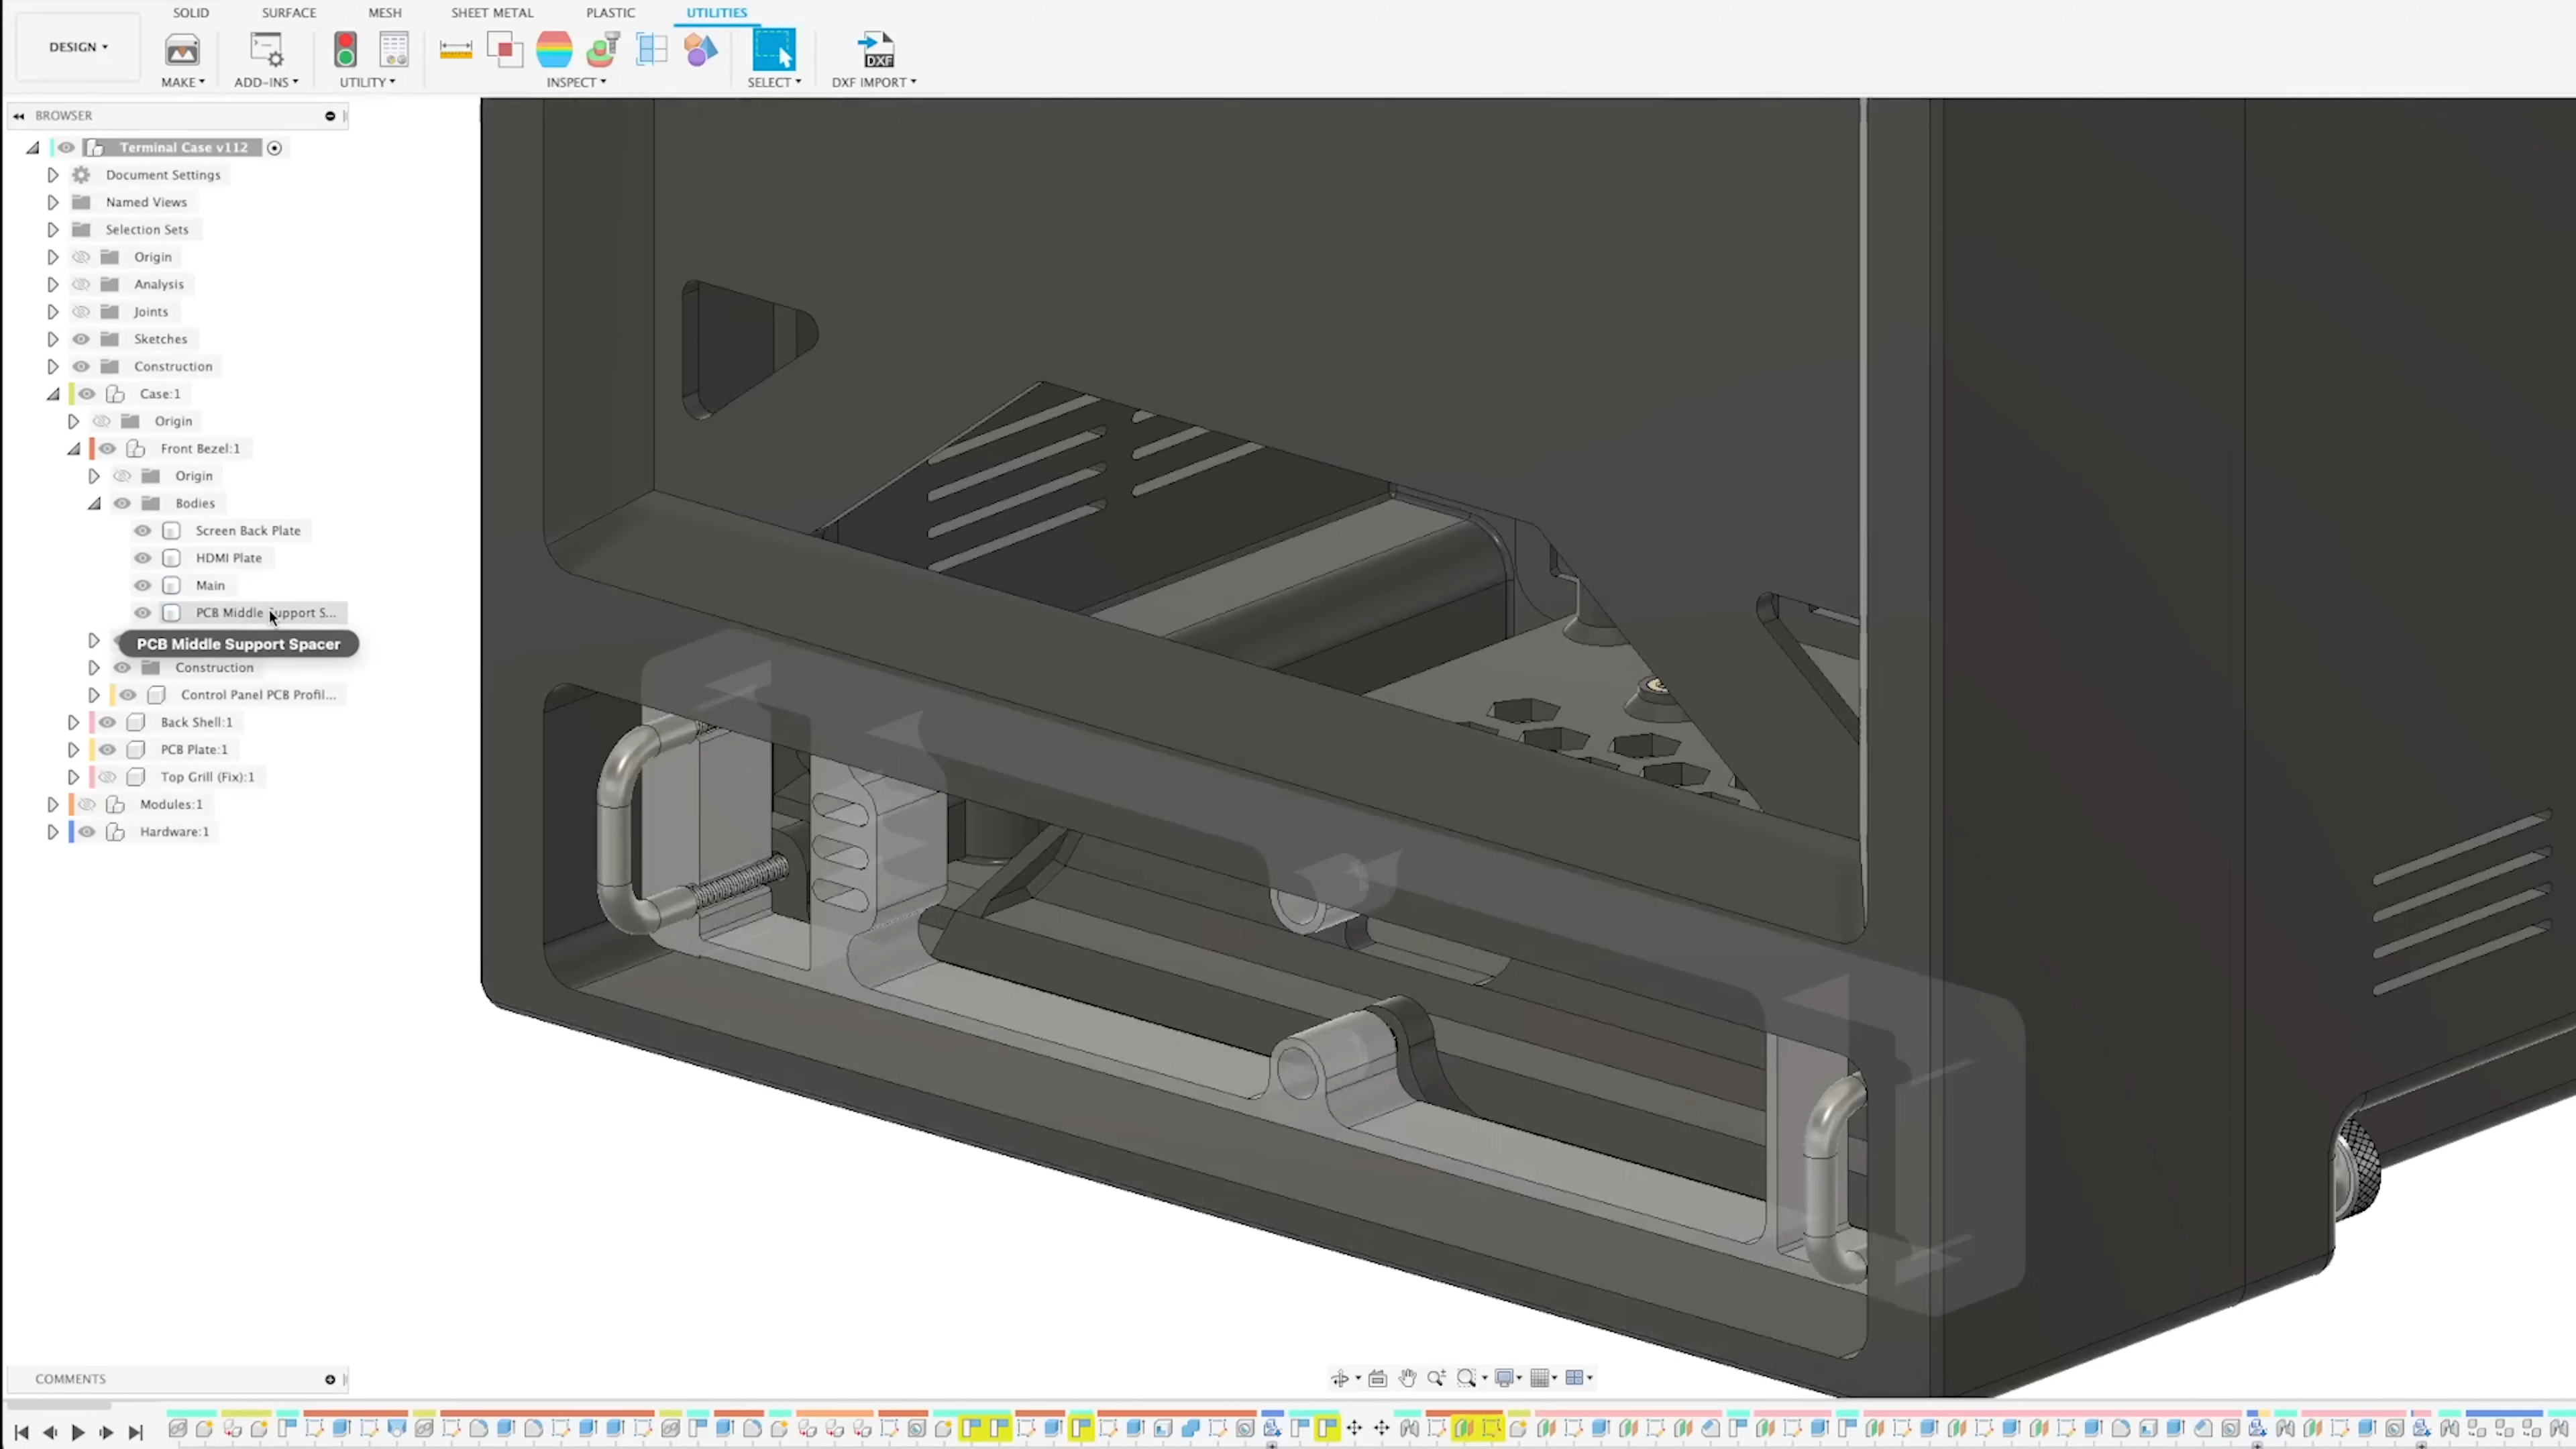 SOLID SURFACE MESH SHEET METAL PLASTIC UTILITIES
DESIGN
MAKE ADD-INS UTILITY INSPECT SELECT DXF IMPORT
DXF
BROWSER
Terminal Case v112
Document Settings
Named Views
Selection Sets
Origin
Analysis
Joints
Sketches
Construction
Case:1
Origin
Front Bezel:1
Origin
Bodies
Screen Back Plate
HDMI Plate
Main
PCB Middle Support S...
PCB Middle Support Spacer
Construction
Control Panel PCB Profil...
Back Shell:1
PCB Plate:1
Top Grill (Fix):1
Modules:1
Hardware:1
COMMENTS